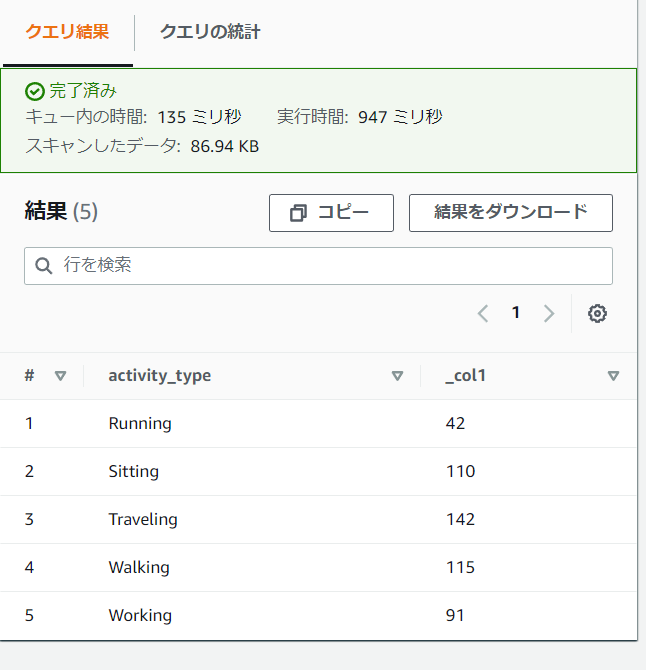 クエリ結果 クエリの統計
完了済み
キュー内の時間: 135 ミリ秒 実行時間: 947 ミリ秒
スキャンしたデータ: 86.94 KB
結果 (5) コピー 結果をダウンロード
行を検索
1
# activity_type _col1
1 Running 42
2 Sitting 110
3 Traveling 142
4 Walking 115
5 Working 91